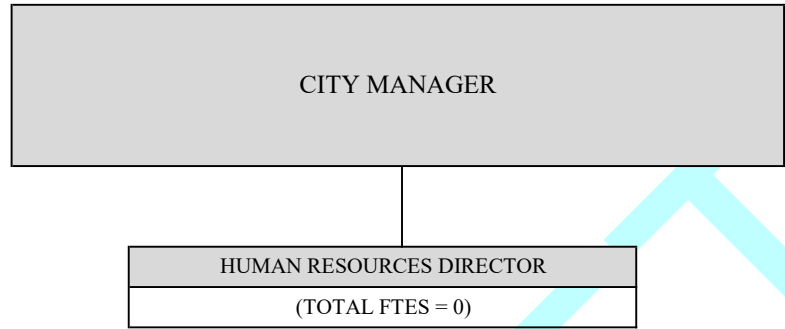 CITY MANAGER
HUMAN RESOURCES DIRECTOR
(TOTAL FTES = 0)